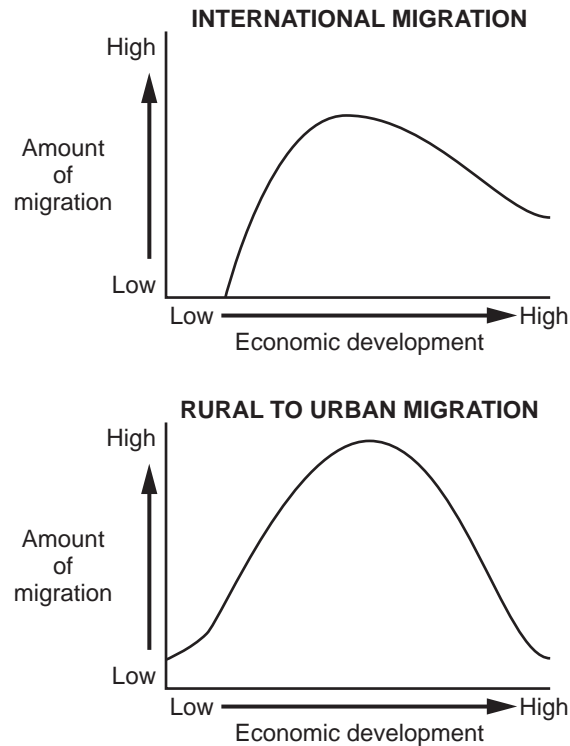 INTERNATIONAL MIGRATION
High
Amount
of
migration
Low
Low High
Economic development
RURAL TO URBAN MIGRATION
High
Amount
of
migration
Low
Low High
Economic development